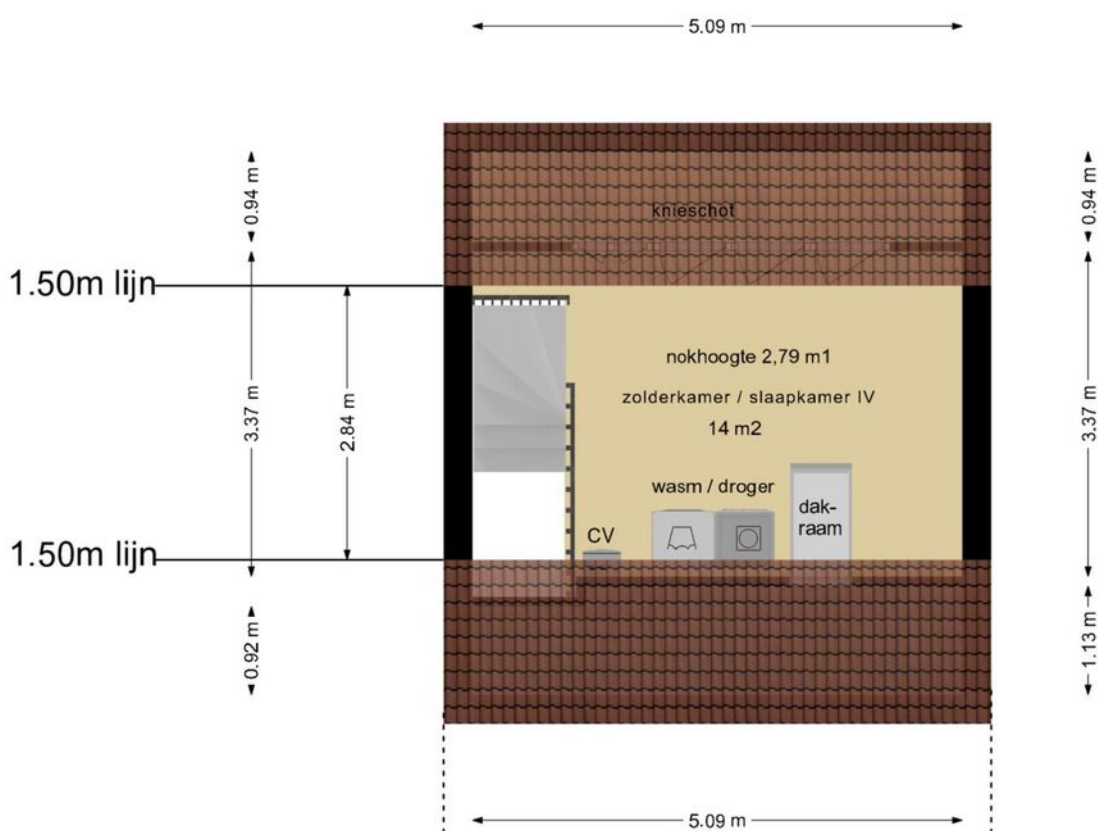 5.09 m
0.94 m
0.94 m
knieschot
1.50m lijn
nokhoogte 2,79 m1
zolderkamer / slaapkamer IV
14 m2
3.37 m
2.84 m
3.37 m
wasm / droger
dak-
raam
CV
1.50m lijn
0.92 m
1.13 m
5.09 m